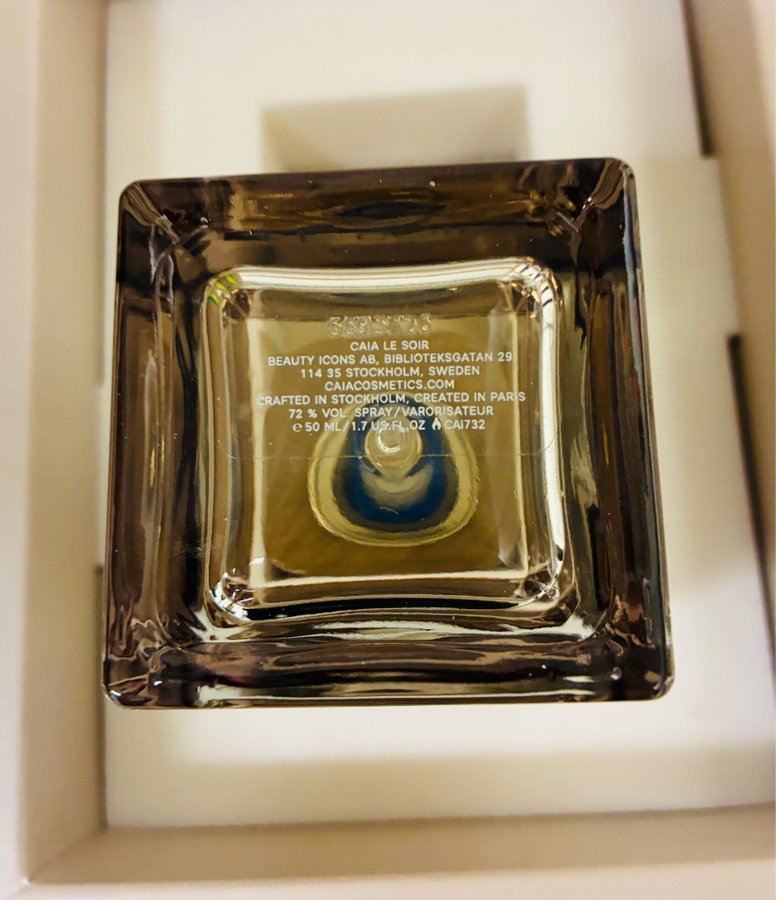 CAIA LE SOIR
BEAUTY ICONS AB, BIBLIOTEKSGATAN 29
114 35 STOCKHOLM, SWEDEN
CAIACOSMETICS.COM
CRAFTED IN STOCKHOLM, CREATED IN PARIS
72 % VOL. SPRAY/VAPORISATEUR
℮ 50 ML/1.7 US.FL.OZ CAI732